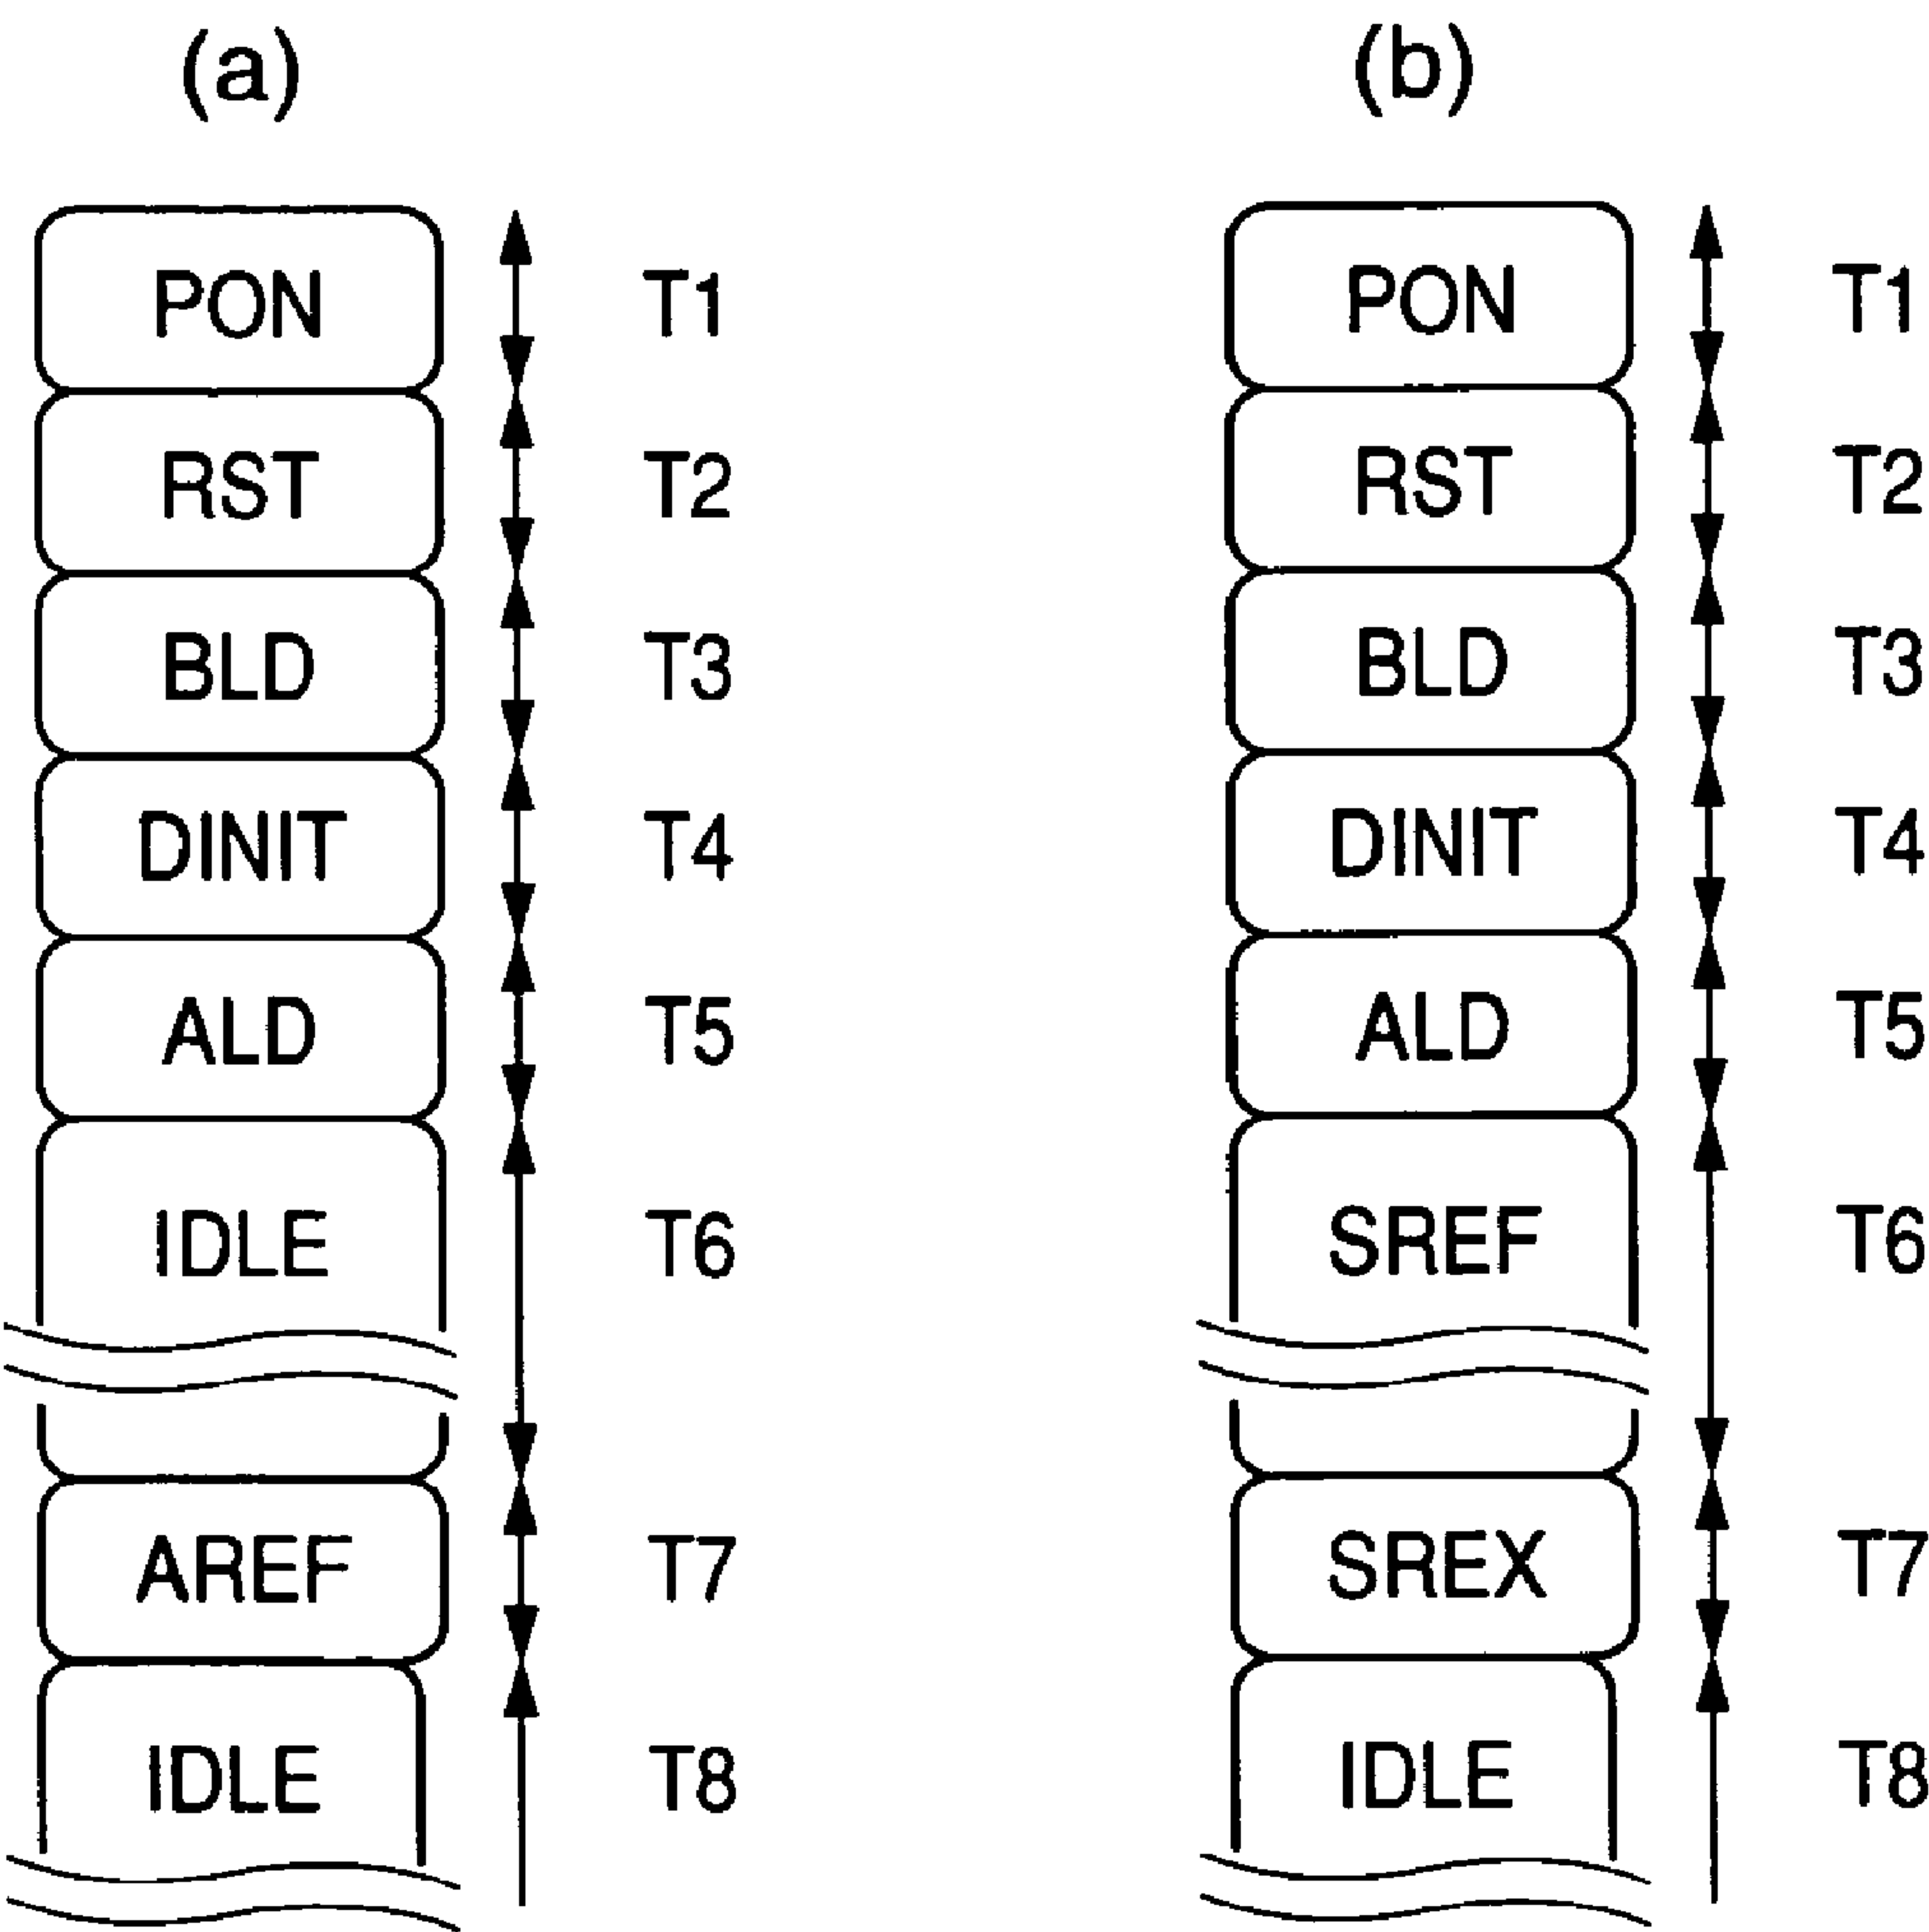 (a)
PON T1
RST T2
BLD T3
DINIT T4
ALD T5
IDLE T6
AREF T7
IDLE T8
(b)
PON T1
RST T2
BLD T3
DINIT T4
ALD T5
SREF T6
SREX T7
IDLE T8